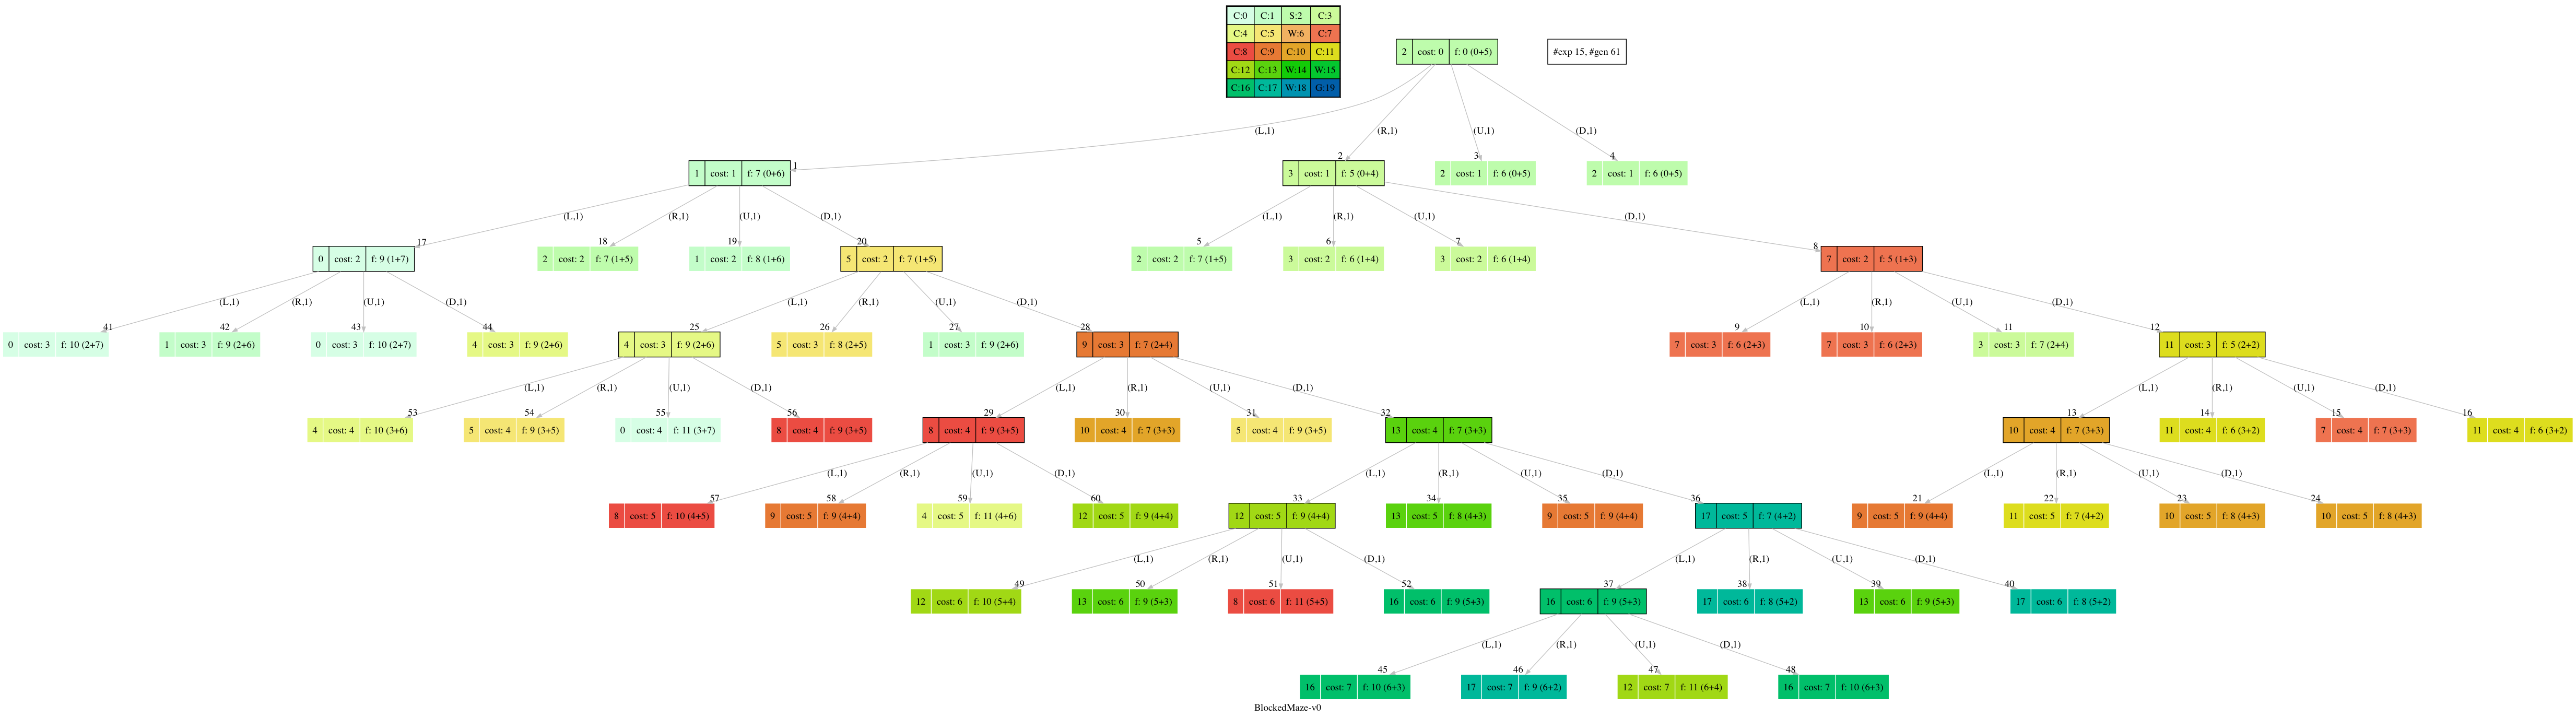 C:0 C:1 S:2 C:3
C:4 C:5 W:6 C:7
C:8 C:9 C:10 C:11
C:12 C:13 W:14 W:15
C:16 C:17 W:18 G:19
2 cost: 0 f: 0 (0+5)
#exp 15, #gen 61
(L,1) (R,1) (U,1) (D,1)
1 2 3 4
1 cost: 1 f: 7 (0+6) 3 cost: 1 f: 5 (0+4) 2 cost: 1 f: 6 (0+5) 2 cost: 1 f: 6 (0+5)
(L,1) (R,1) (U,1) (D,1) (L,1) (R,1) (U,1) (D,1)
17 18 19 20 5 6 7 8
0 cost: 2 f: 9 (1+7) 2 cost: 2 f: 7 (1+5) 1 cost: 2 f: 8 (1+6) 5 cost: 2 f: 7 (1+5) 2 cost: 2 f: 7 (1+5) 3 cost: 2 f: 6 (1+4) 3 cost: 2 f: 6 (1+4) 7 cost: 2 f: 5 (1+3)
(L,1) (R,1) (U,1) (D,1) (L,1) (R,1) (U,1) (D,1) (L,1) (R,1) (U,1) (D,1)
41 42 43 44 25 26 27 28 9 10 11 12
0 cost: 3 f: 10 (2+7) 1 cost: 3 f: 9 (2+6) 0 cost: 3 f: 10 (2+7) 4 cost: 3 f: 9 (2+6) 4 cost: 3 f: 9 (2+6) 5 cost: 3 f: 8 (2+5) 1 cost: 3 f: 9 (2+6) 9 cost: 3 f: 7 (2+4) 7 cost: 3 f: 6 (2+3) 7 cost: 3 f: 6 (2+3) 3 cost: 3 f: 7 (2+4) 11 cost: 3 f: 5 (2+2)
(L,1) (R,1) (U,1) (D,1) (L,1) (R,1) (U,1) (D,1) (L,1) (R,1) (U,1) (D,1)
53 54 55 56 29 30 31 32 13 14 15 16
4 cost: 4 f: 10 (3+6) 5 cost: 4 f: 9 (3+5) 0 cost: 4 f: 11 (3+7) 8 cost: 4 f: 9 (3+5) 8 cost: 4 f: 9 (3+5) 10 cost: 4 f: 7 (3+3) 5 cost: 4 f: 9 (3+5) 13 cost: 4 f: 7 (3+3) 10 cost: 4 f: 7 (3+3) 11 cost: 4 f: 6 (3+2) 7 cost: 4 f: 7 (3+3) 11 cost: 4 f: 6 (3+2)
(L,1) (R,1) (U,1) (D,1) (L,1) (R,1) (U,1) (D,1) (L,1) (R,1) (U,1) (D,1)
57 58 59 60 33 34 35 36 21 22 23 24
8 cost: 5 f: 10 (4+5) 9 cost: 5 f: 9 (4+4) 4 cost: 5 f: 11 (4+6) 12 cost: 5 f: 9 (4+4) 12 cost: 5 f: 9 (4+4) 13 cost: 5 f: 8 (4+3) 9 cost: 5 f: 9 (4+4) 17 cost: 5 f: 7 (4+2) 9 cost: 5 f: 9 (4+4) 11 cost: 5 f: 7 (4+2) 10 cost: 5 f: 8 (4+3) 10 cost: 5 f: 8 (4+3)
(L,1) (R,1) (U,1) (D,1) (L,1) (R,1) (U,1) (D,1)
49 50 51 52 37 38 39 40
12 cost: 6 f: 10 (5+4) 13 cost: 6 f: 9 (5+3) 8 cost: 6 f: 11 (5+5) 16 cost: 6 f: 9 (5+3) 16 cost: 6 f: 9 (5+3) 17 cost: 6 f: 8 (5+2) 13 cost: 6 f: 9 (5+3) 17 cost: 6 f: 8 (5+2)
(L,1) (R,1) (U,1) (D,1)
45 46 47 48
16 cost: 7 f: 10 (6+3) 17 cost: 7 f: 9 (6+2) 12 cost: 7 f: 11 (6+4) 16 cost: 7 f: 10 (6+3)
BlockedMaze-v0